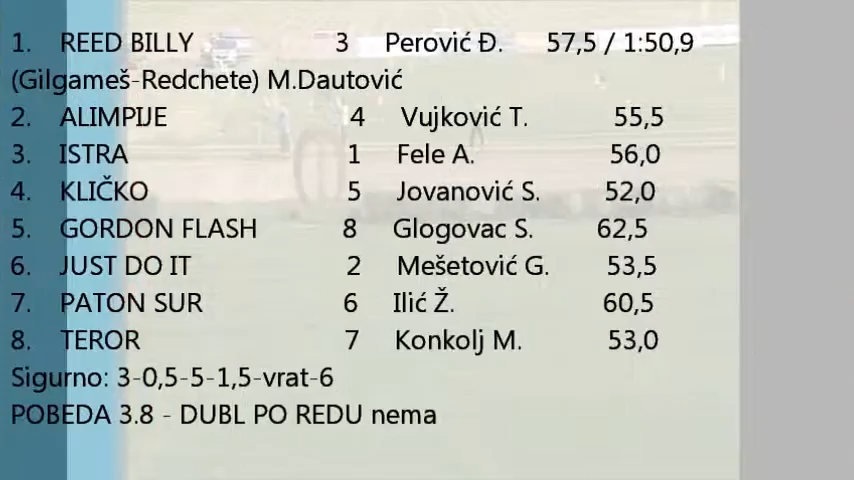 1. REED BILLY 3 Perović Đ. 57,5 / 1:50,9
(Gilgameš-Redchete) M.Dautović
2. ALIMPIJE 4 Vujković T. 55,5
3. ISTRA 1 Fele A. 56,0
4. KLIČKO 5 Jovanović S. 52,0
5. GORDON FLASH 8 Glogovac S. 62,5
6. JUST DO IT 2 Mešetović G. 53,5
7. PATON SUR 6 Ilić Ž. 60,5
8. TEROR 7 Konkolj M. 53,0
Sigurno: 3-0,5-5-1,5-vrat-6
POBEDA 3.8 - DUBL PO REDU nema